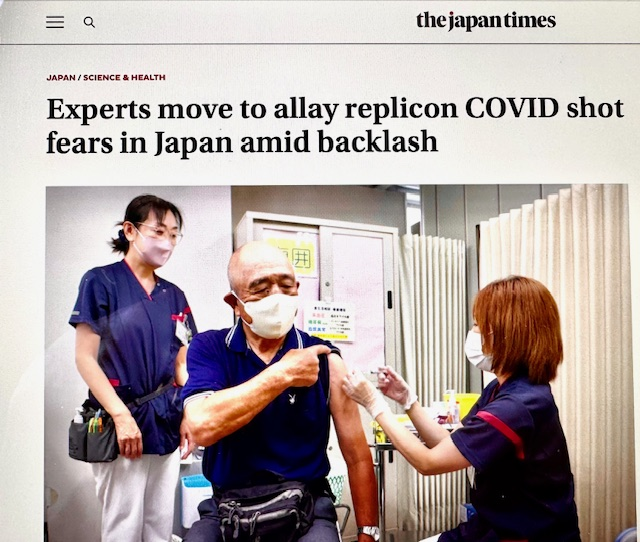 the japan times
JAPAN / SCIENCE & HEALTH
Experts move to allay replicon COVID shot
fears in Japan amid backlash